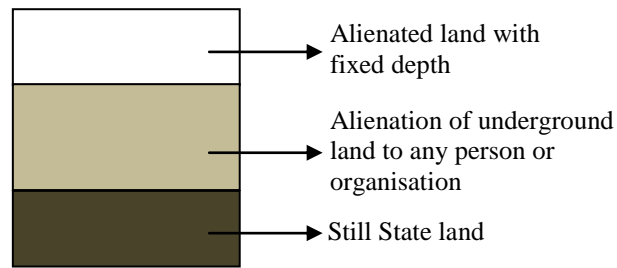 Alienated land with
fixed depth
Alienation of underground
land to any person or
organisation
Still State land